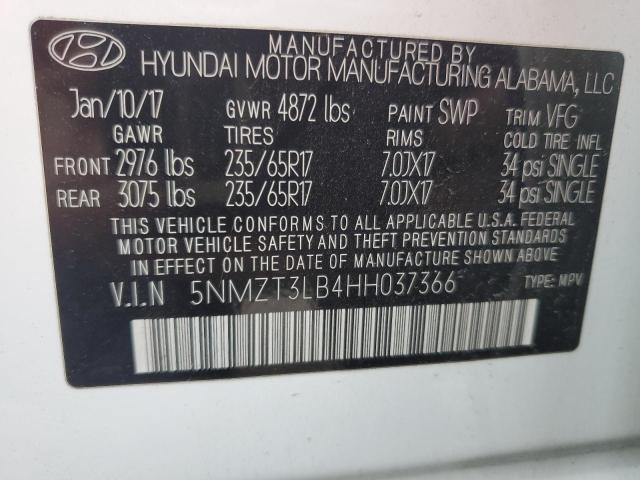 MANUFACTURED BY
HYUNDAI MOTOR MANUFACTURING ALABAMA, LLC
Jan/10/17 GVWR 4872 lbs PAINT SWP TRIM VFG
GAWR TIRES RIMS COLD TIRE INFL
FRONT 2976 lbs 235/65R17 7.0JX17 34 psi SINGLE
REAR 3075 lbs 235/65R17 7.0JX17 34 psi SINGLE
THIS VEHICLE CONFORMS TO ALL APPLICABLE U.S.A. FEDERAL
MOTOR VEHICLE SAFETY AND THEFT PREVENTION STANDARDS
IN EFFECT ON THE DATE OF MANUFACTURE SHOWN ABOVE.
V.I.N 5NMZT3LB4HH037366 TYPE: MPV